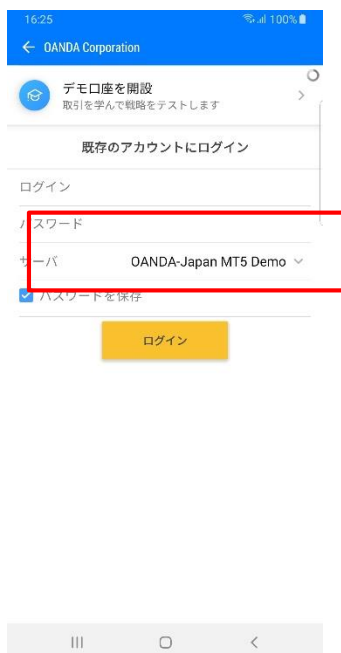 16:25
100%
OANDA Corporation
デモ口座を開設
取引を学んで戦略をテストします
既存のアカウントにログイン
ログイン
パスワード
サーバ OANDA-Japan MT5 Demo
パスワードを保存
ログイン